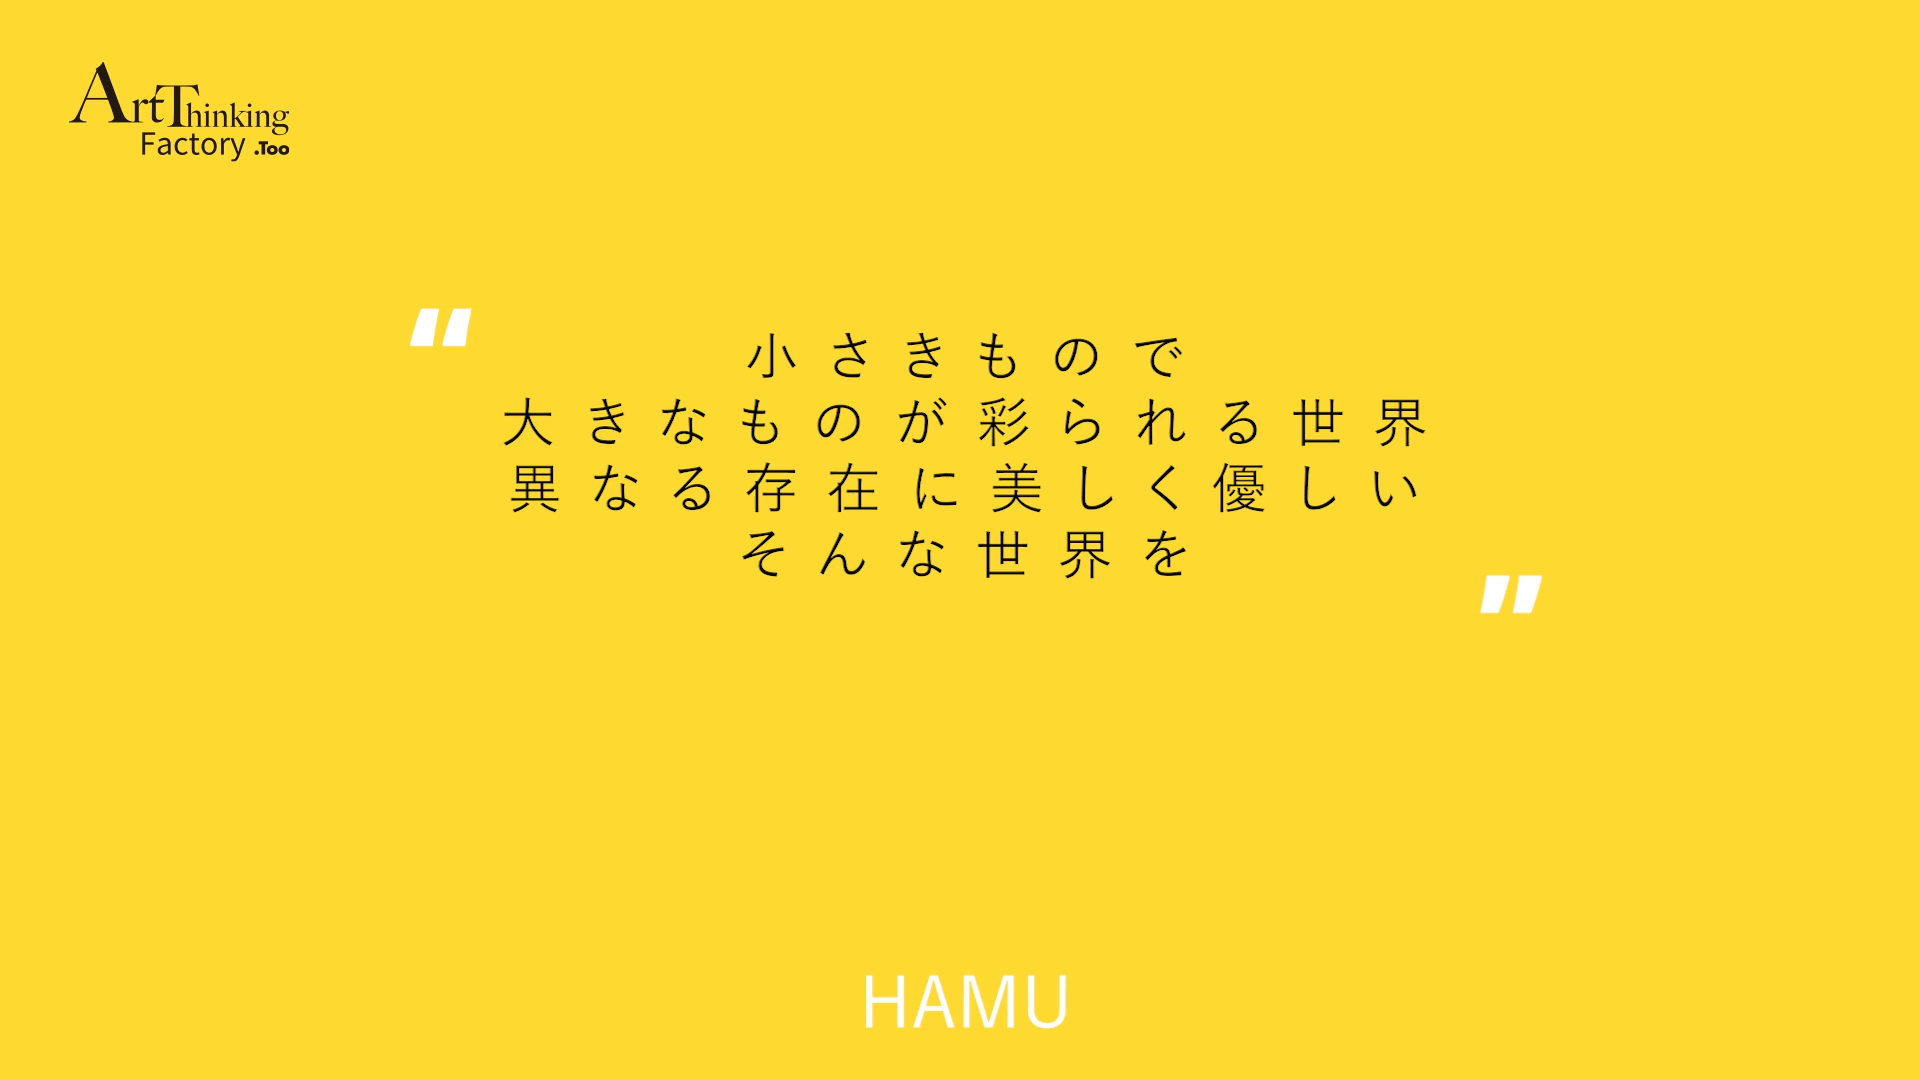 ArtThinking
Factory .Too
“
小さきもので
大きなものが彩られる世界
異なる存在に美しく優しい
そんな世界を
”
HAMU